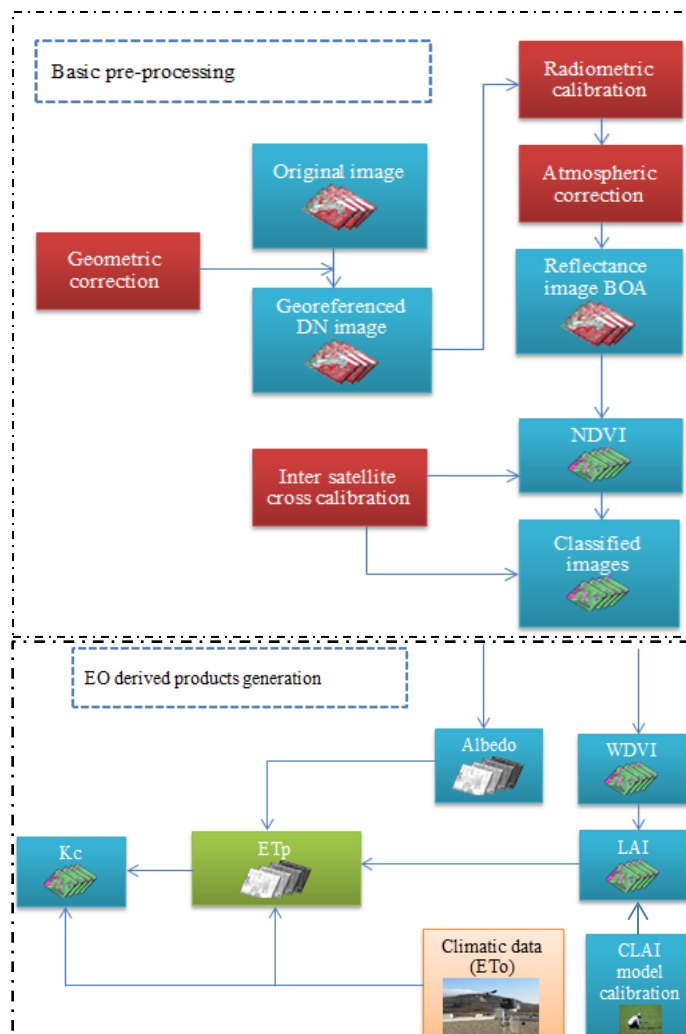 Basic pre-processing
Radiometric
calibration
Original image
Atmospheric
correction
Geometric
correction
Reflectance
image BOA
Georeferenced
DN image
NDVI
Inter satellite
cross calibration
Classified
images
EO derived products generation
Albedo
WDVI
Kc
ETp
LAI
Climatic data
(ETo)
CLAI
model
calibration